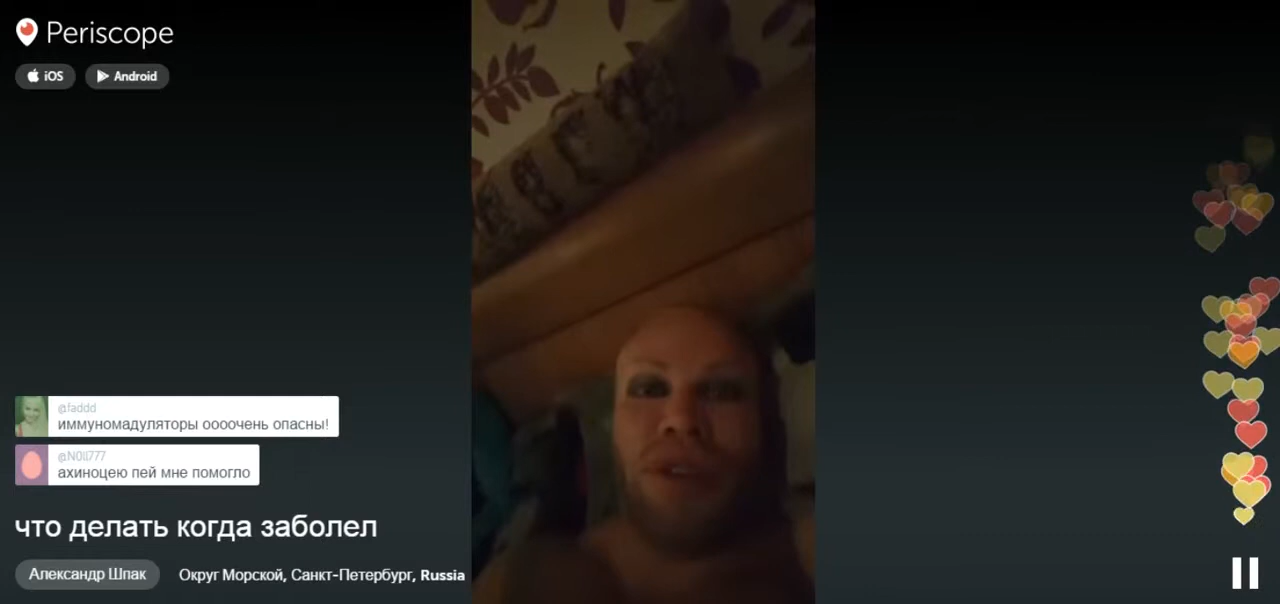 Periscope
iOS
Android
@faddd
иммуномадуляторы оооочень опасны!
@N0ll777
ахиноцею пей мне помогло
что делать когда заболел
Александр Шпак
Округ Морской, Санкт-Петербург, Russia